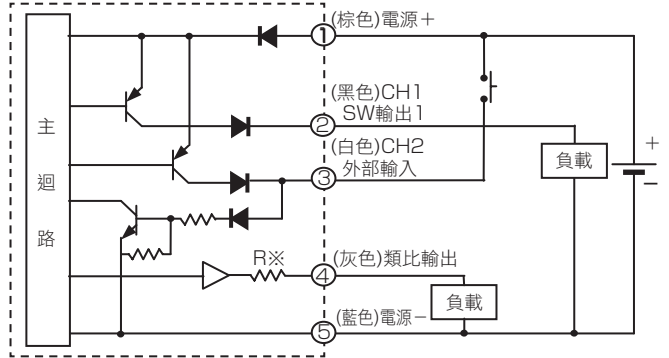 (棕色)電源＋
①
主迴路
(黑色)CH1
SW輸出1
②
(白色)CH2
外部輸入
③
負載
＋
－
R※
(灰色)類比輸出
④
負載
(藍色)電源－
⑤